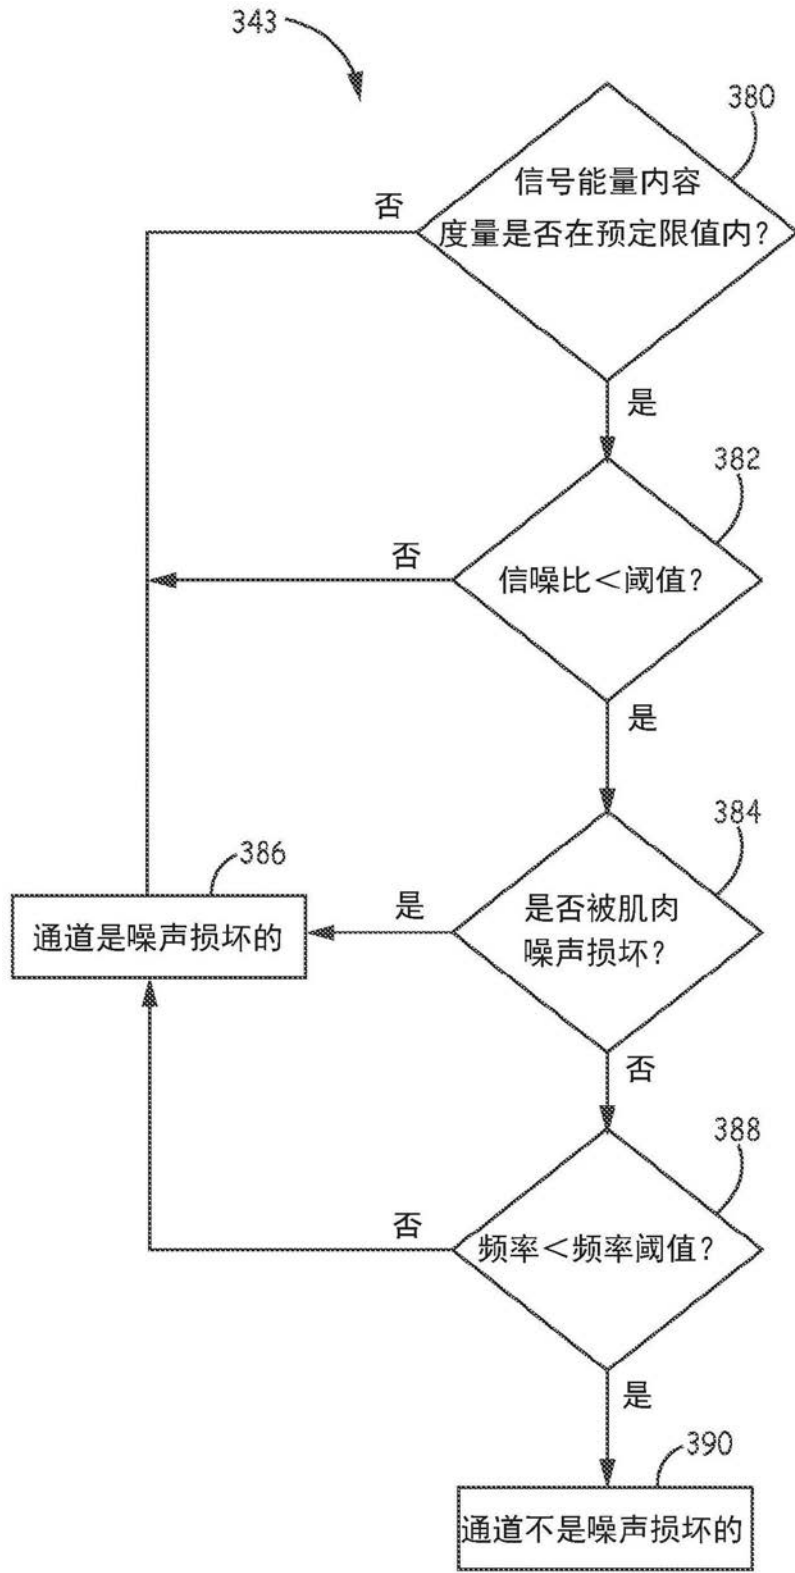 343
380
信号能量内容
度量是否在预定限值内?
否
是
382
信噪比<阈值?
否
是
384
是否被肌肉
噪声损坏?
是
386
通道是噪声损坏的
否
388
频率<频率阈值?
否
是
390
通道不是噪声损坏的